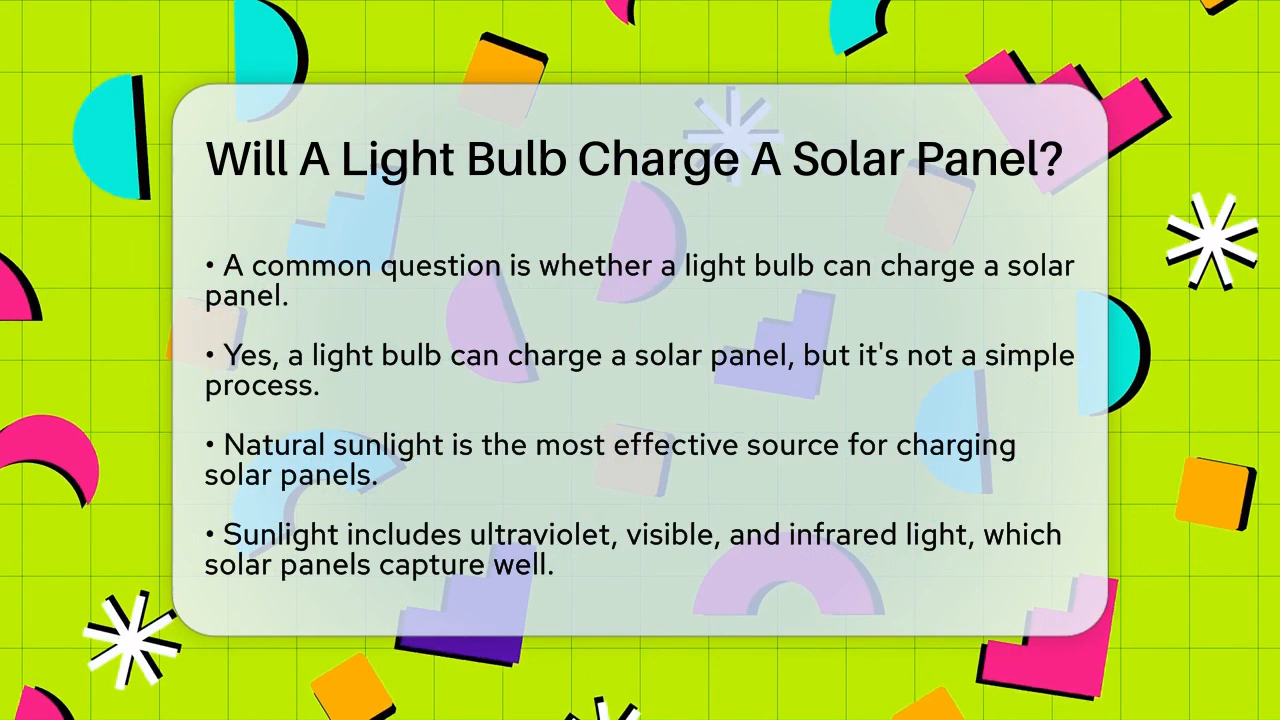 Will A Light Bulb Charge A Solar Panel?
• A common question is whether a light bulb can charge a solar
panel.
• Yes, a light bulb can charge a solar panel, but it's not a simple
process.
• Natural sunlight is the most effective source for charging
solar panels.
• Sunlight includes ultraviolet, visible, and infrared light, which
solar panels capture well.